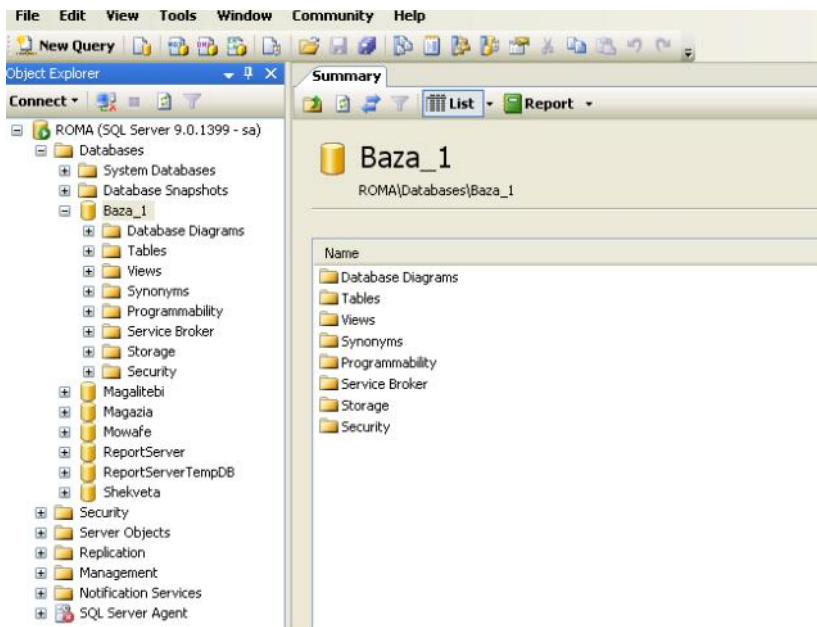 File Edit View Tools Window Community Help
New Query
Object Explorer
Connect
ROMA (SQL Server 9.0.1399 - sa)
Databases
System Databases
Database Snapshots
Baza_1
Database Diagrams
Tables
Views
Synonyms
Programmability
Service Broker
Storage
Security
Magalitebi
Magazia
Mowafe
ReportServer
ReportServerTempDB
Shekveta
Security
Server Objects
Replication
Management
Notification Services
SQL Server Agent
Summary
List Report
Baza_1
ROMA\Databases\Baza_1
Name
Database Diagrams
Tables
Views
Synonyms
Programmability
Service Broker
Storage
Security